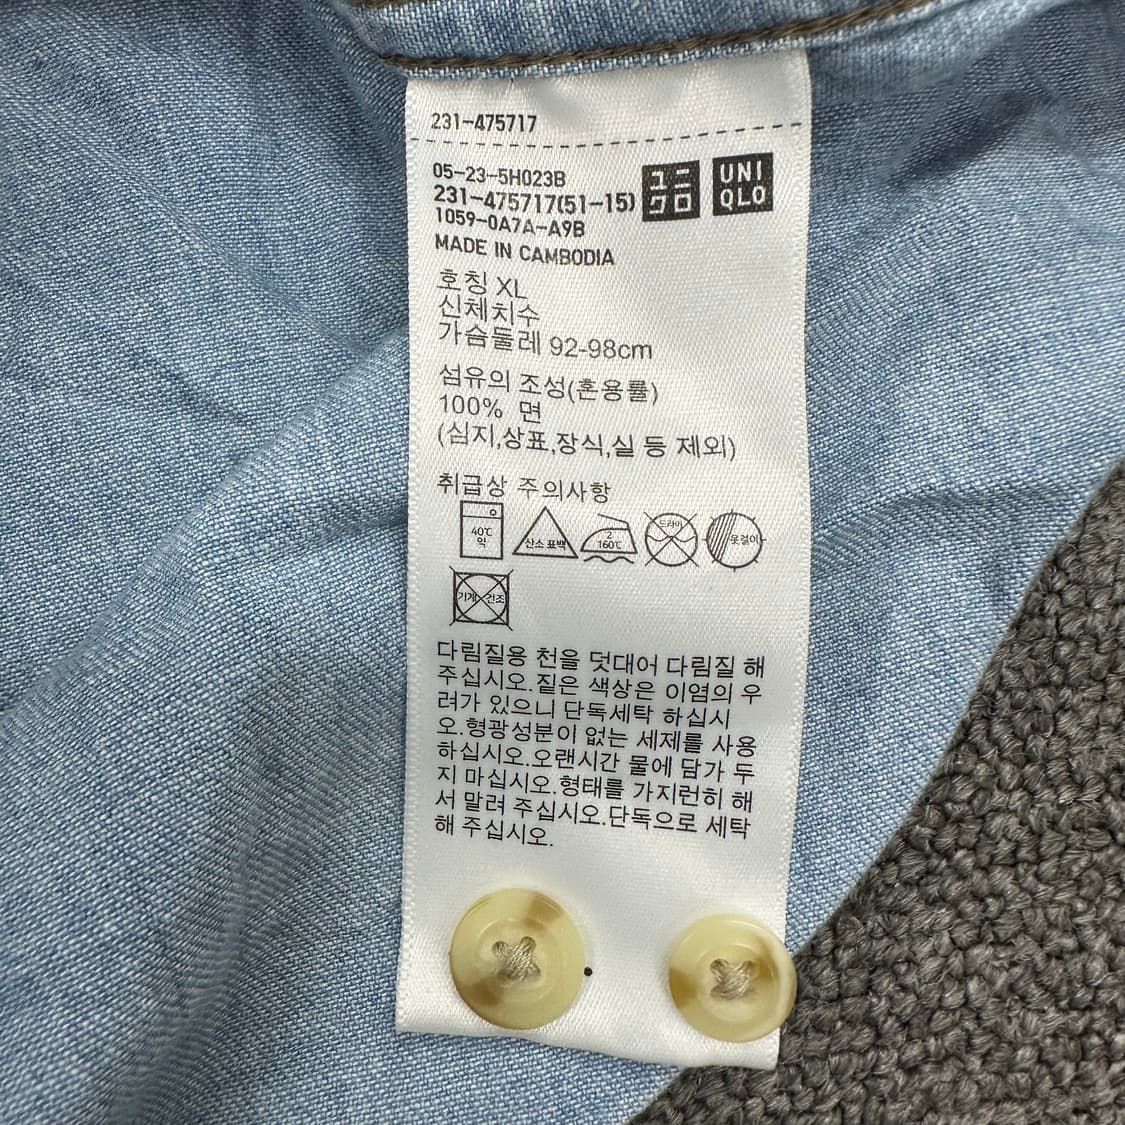 231-475717
05-23-5H023B
231-475717(51-15)
1059-0A7A-A9B
ユニ
クロ
UNI
QLO
MADE IN CAMBODIA
호칭 XL
신체치수
가슴둘레 92-98cm
섬유의 조성(혼용률)
100% 면
(심지,상표,장식,실 등 제외)
취급상 주의사항
40℃
약
산소 표백
2
160℃
드라이
옷걸이
기계 건조
다림질용 천을 덧대어 다림질 해
주십시오.짙은 색상은 이염의 우
려가 있으니 단독세탁 하십시
오.형광성분이 없는 세제를 사용
하십시오.오랜시간 물에 담가 두
지 마십시오.형태를 가지런히 해
서 말려 주십시오.단독으로 세탁
해 주십시오.